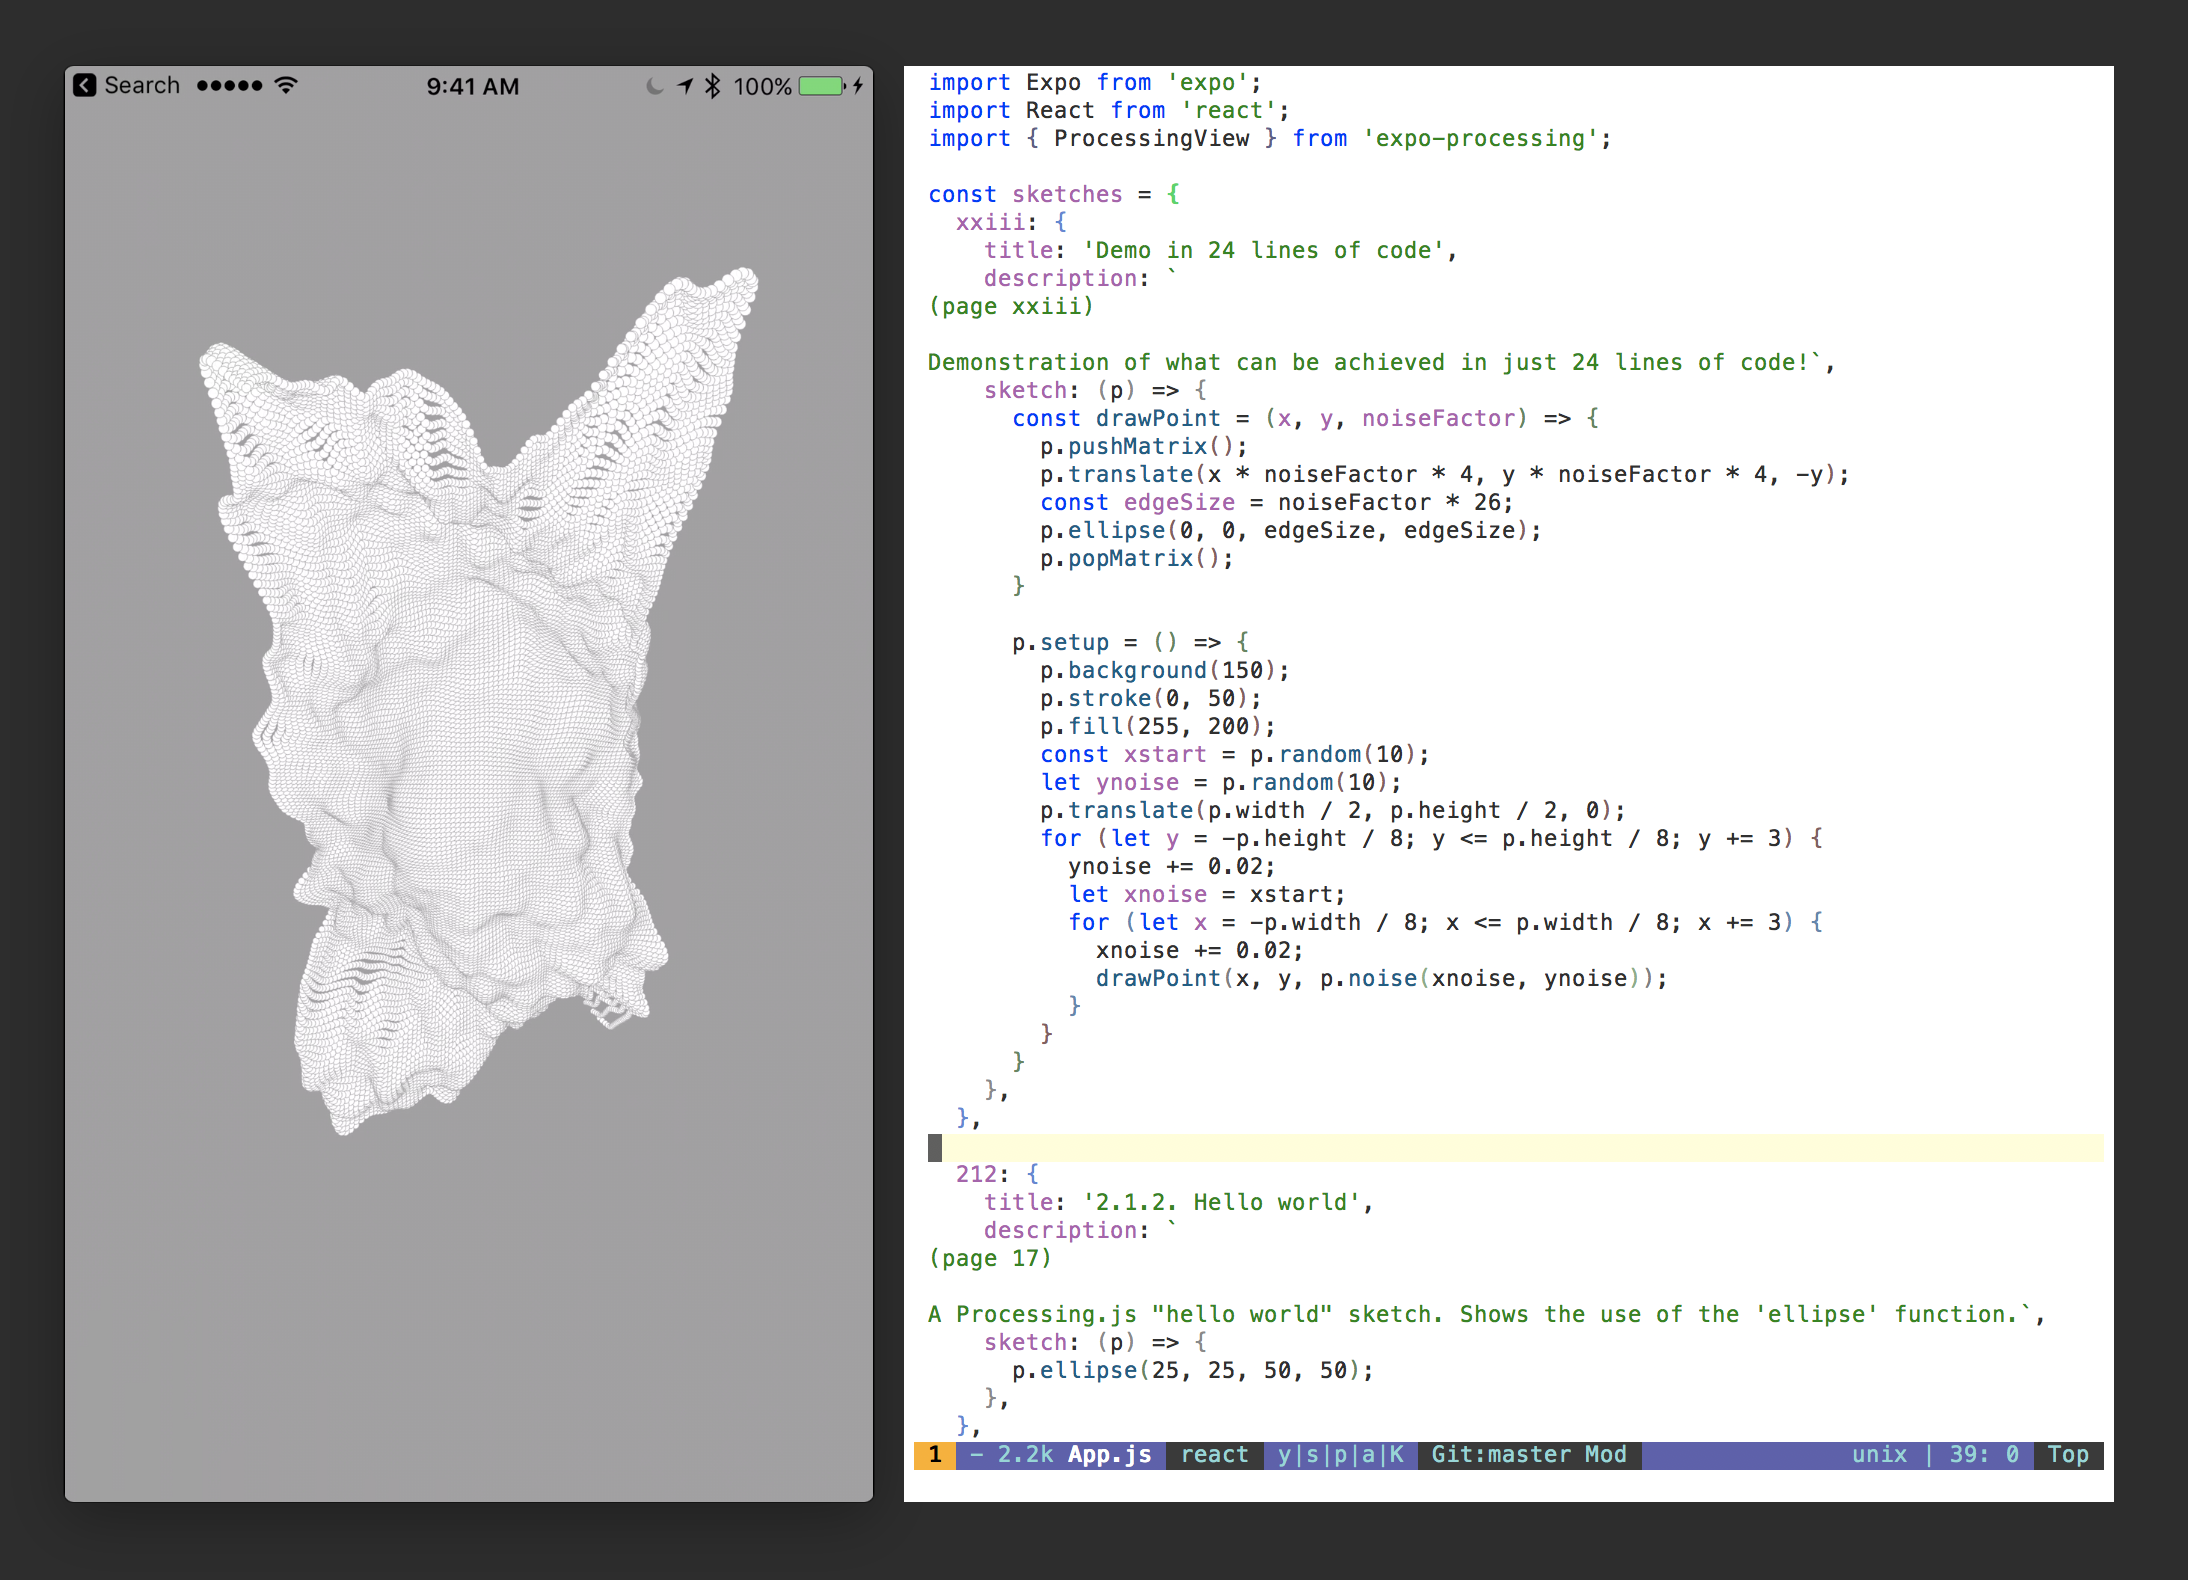 Search 9:41 AM 100%
import Expo from 'expo';
import React from 'react';
import { ProcessingView } from 'expo-processing';
const sketches = {
  xxiii: {
    title: 'Demo in 24 lines of code',
    description: `
(page xxiii)
Demonstration of what can be achieved in just 24 lines of code!`,
    sketch: (p) => {
      const drawPoint = (x, y, noiseFactor) => {
        p.pushMatrix();
        p.translate(x * noiseFactor * 4, y * noiseFactor * 4, -y);
        const edgeSize = noiseFactor * 26;
        p.ellipse(0, 0, edgeSize, edgeSize);
        p.popMatrix();
      }
      p.setup = () => {
        p.background(150);
        p.stroke(0, 50);
        p.fill(255, 200);
        const xstart = p.random(10);
        let ynoise = p.random(10);
        p.translate(p.width / 2, p.height / 2, 0);
        for (let y = -p.height / 8; y <= p.height / 8; y += 3) {
          ynoise += 0.02;
          let xnoise = xstart;
          for (let x = -p.width / 8; x <= p.width / 8; x += 3) {
            xnoise += 0.02;
            drawPoint(x, y, p.noise(xnoise, ynoise));
          }
        }
      }
    },
  },
  212: {
    title: '2.1.2. Hello world',
    description: `
(page 17)
A Processing.js "hello world" sketch. Shows the use of the 'ellipse' function.`,
    sketch: (p) => {
      p.ellipse(25, 25, 50, 50);
    },
  },
1 - 2.2k App.js react y|s|p|a|K Git:master Mod unix | 39: 0 Top